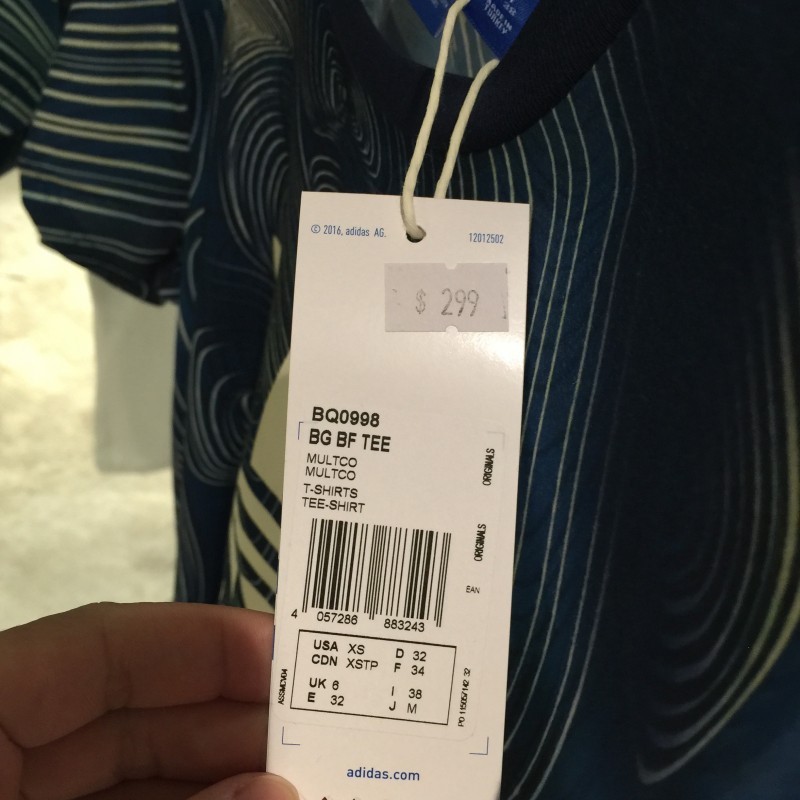 © 2016, adidas AG.
12012502
$ 299
BQ0998
BG BF TEE
MULTCO
MULTCO
T-SHIRTS
TEE-SHIRT
ORIGINALS
ORIGINALS
EAN
4 057286 883243
USA XS D 32
CDN XSTP F 34
UK 6 I 38
E 32 J M
adidas.com